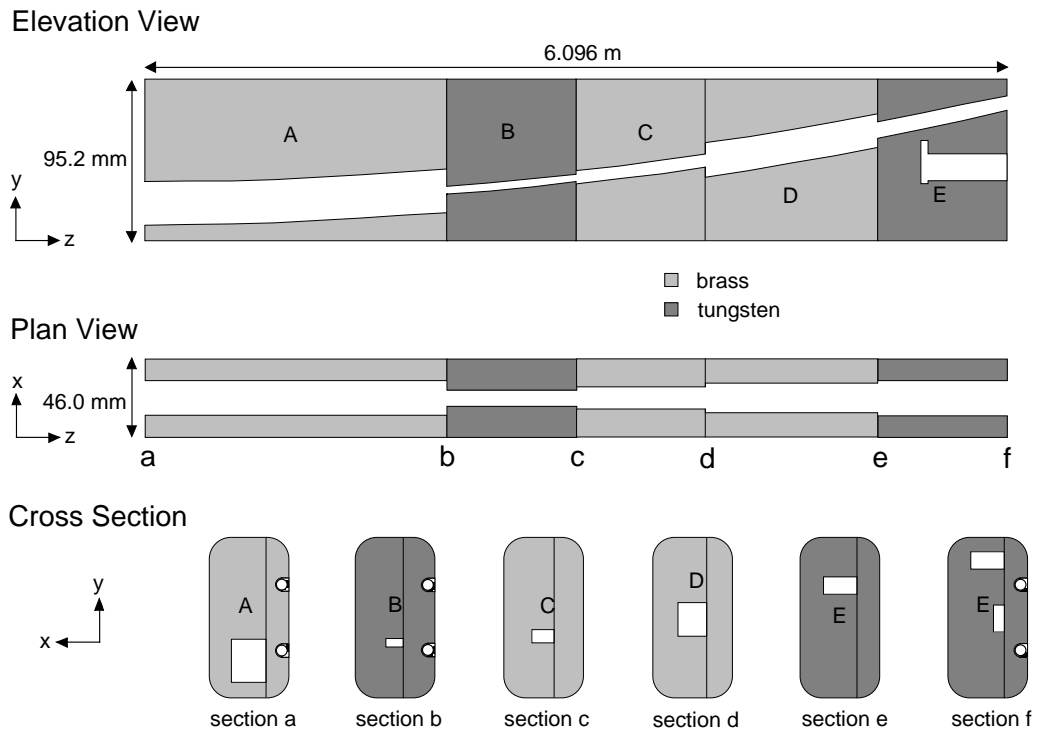 Elevation View
6.096 m
A
B
C
D
E
95.2 mm
y
z
brass
tungsten
Plan View
x
46.0 mm
z
a
b
c
d
e
f
Cross Section
y
x
A
B
C
D
E
E
section a
section b
section c
section d
section e
section f